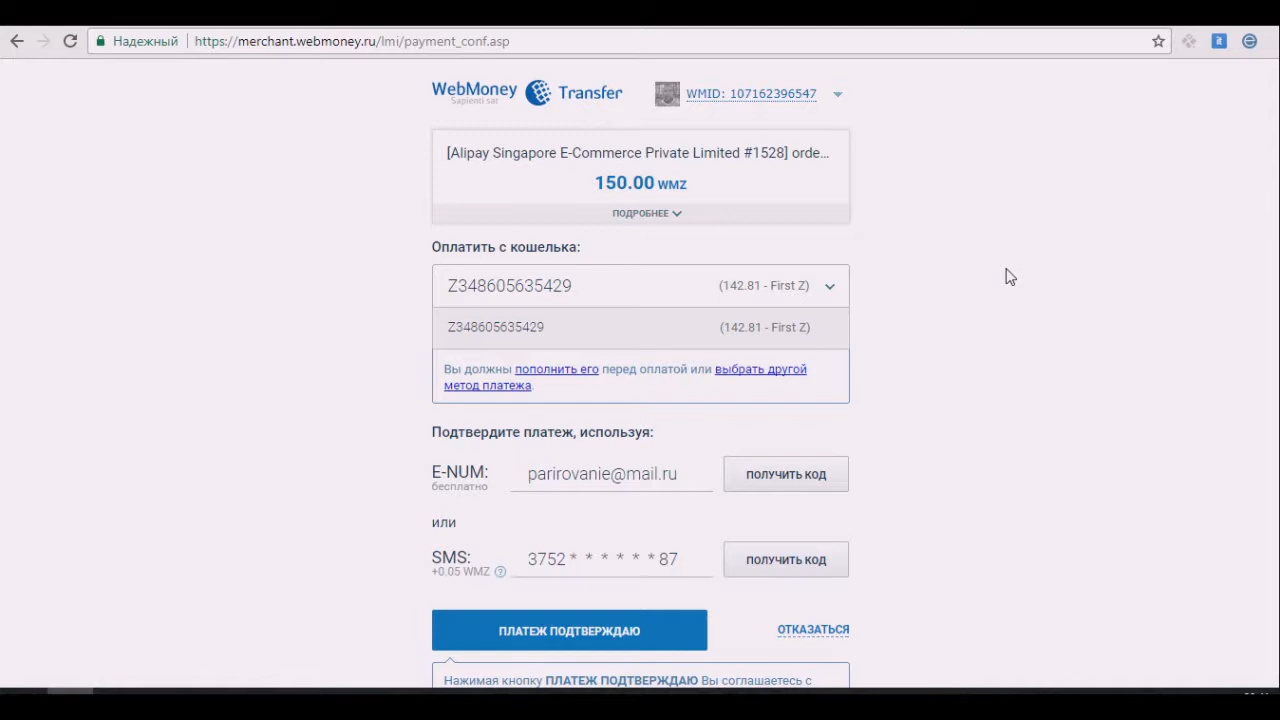 Надежный https://merchant.webmoney.ru/lmi/payment_conf.asp
WebMoney Transfer WMID: 107162396547
Sapienti sat
[Alipay Singapore E-Commerce Private Limited #1528] orde...
150.00 WMZ
ПОДРОБНЕЕ
Оплатить с кошелька:
Z348605635429 (142.81 - First Z)
Z348605635429 (142.81 - First Z)
Вы должны пополнить его перед оплатой или выбрать другой
метод платежа.
Подтвердите платеж, используя:
E-NUM: parirovanie@mail.ru ПОЛУЧИТЬ КОД
бесплатно
или
SMS: 3752 * * * * * * 87 ПОЛУЧИТЬ КОД
+0.05 WMZ ?
ПЛАТЕЖ ПОДТВЕРЖДАЮ ОТКАЗАТЬСЯ
Нажимая кнопку ПЛАТЕЖ ПОДТВЕРЖДАЮ Вы соглашаетесь с